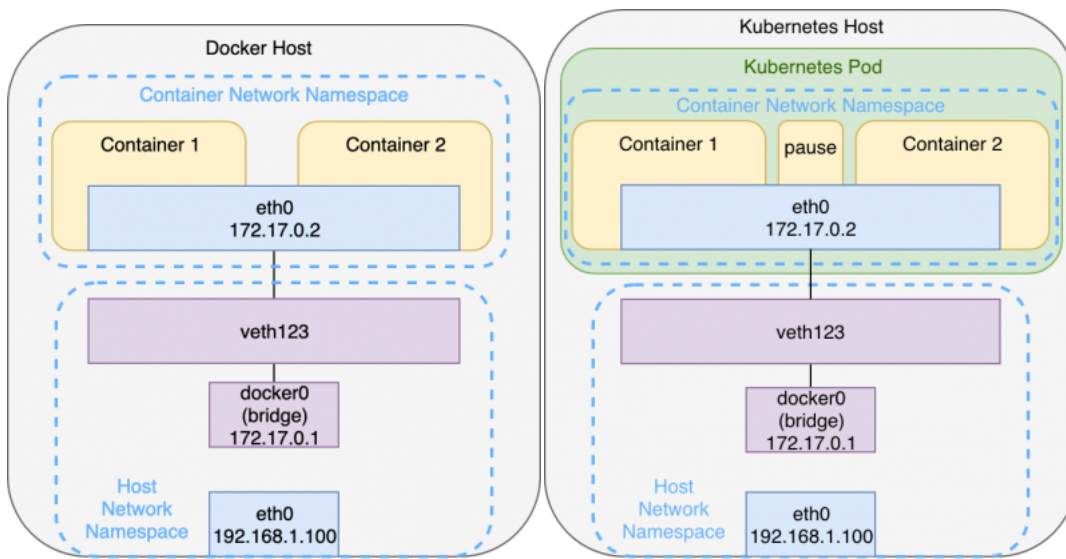 Docker Host
Container Network Namespace
Container 1
Container 2
eth0
172.17.0.2
veth123
docker0
(bridge)
172.17.0.1
Host
Network
Namespace
eth0
192.168.1.100
Kubernetes Host
Kubernetes Pod
Container Network Namespace
Container 1
pause
Container 2
eth0
172.17.0.2
veth123
docker0
(bridge)
172.17.0.1
Host
Network
Namespace
eth0
192.168.1.100